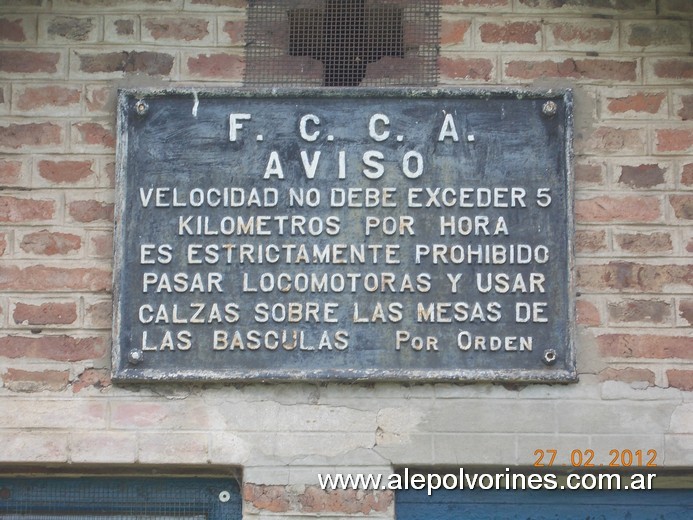 F. C. C. A.
AVISO
VELOCIDAD NO DEBE EXCEDER 5
KILOMETROS POR HORA
ES ESTRICTAMENTE PROHIBIDO
PASAR LOCOMOTORAS Y USAR
CALZAS SOBRE LAS MESAS DE
LAS BASCULAS Por Orden
27 02 2012
www.alepolvorines.com.ar